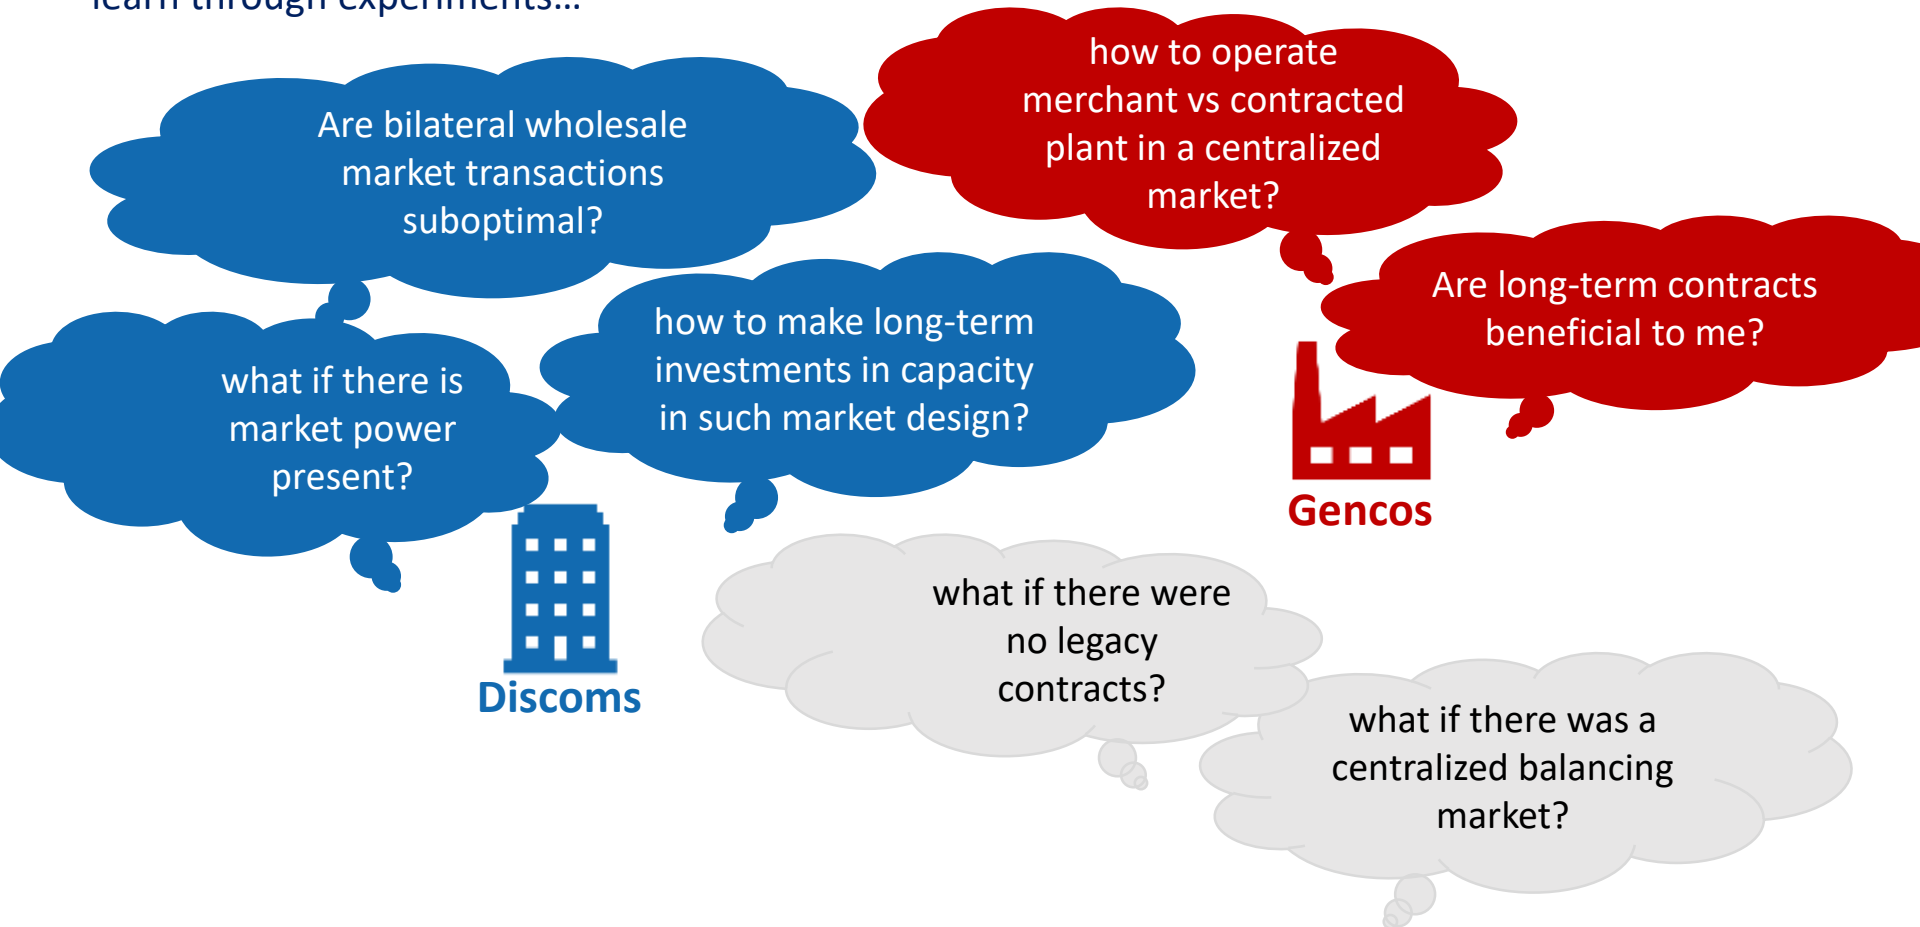 learn through experiments…
Are bilateral wholesale
market transactions
suboptimal?
how to operate
merchant vs contracted
plant in a centralized
market?
Are long-term contracts
beneficial to me?
how to make long-term
investments in capacity
in such market design?
what if there is
market power
present?
Gencos
Discoms
what if there were
no legacy
contracts?
what if there was a
centralized balancing
market?